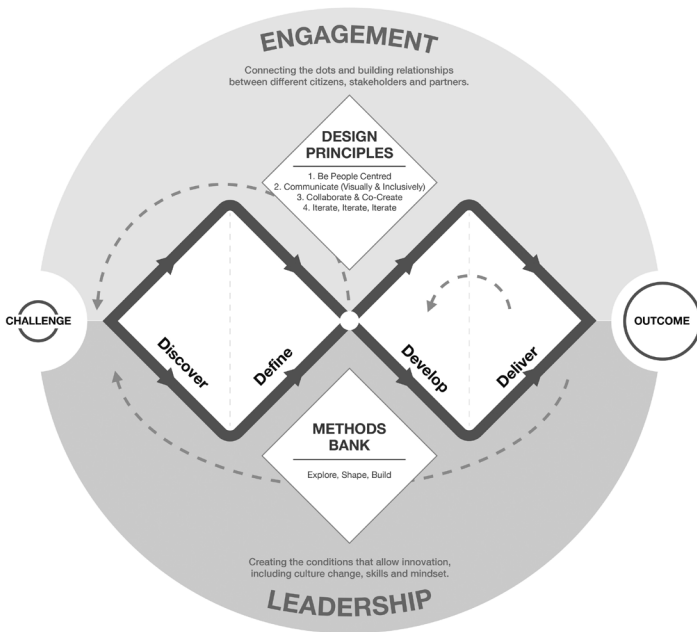 ENGAGEMENT
Connecting the dots and building relationships
between different citizens, stakeholders and partners.
DESIGN
PRINCIPLES
1. Be People Centred
2. Communicate (Visually & Inclusively)
3. Collaborate & Co-Create
4. Iterate, Iterate, Iterate
CHALLENGE
OUTCOME
Discover
Define
Develop
Deliver
METHODS
BANK
Explore, Shape, Build
Creating the conditions that allow innovation,
including culture change, skills and mindset.
LEADERSHIP